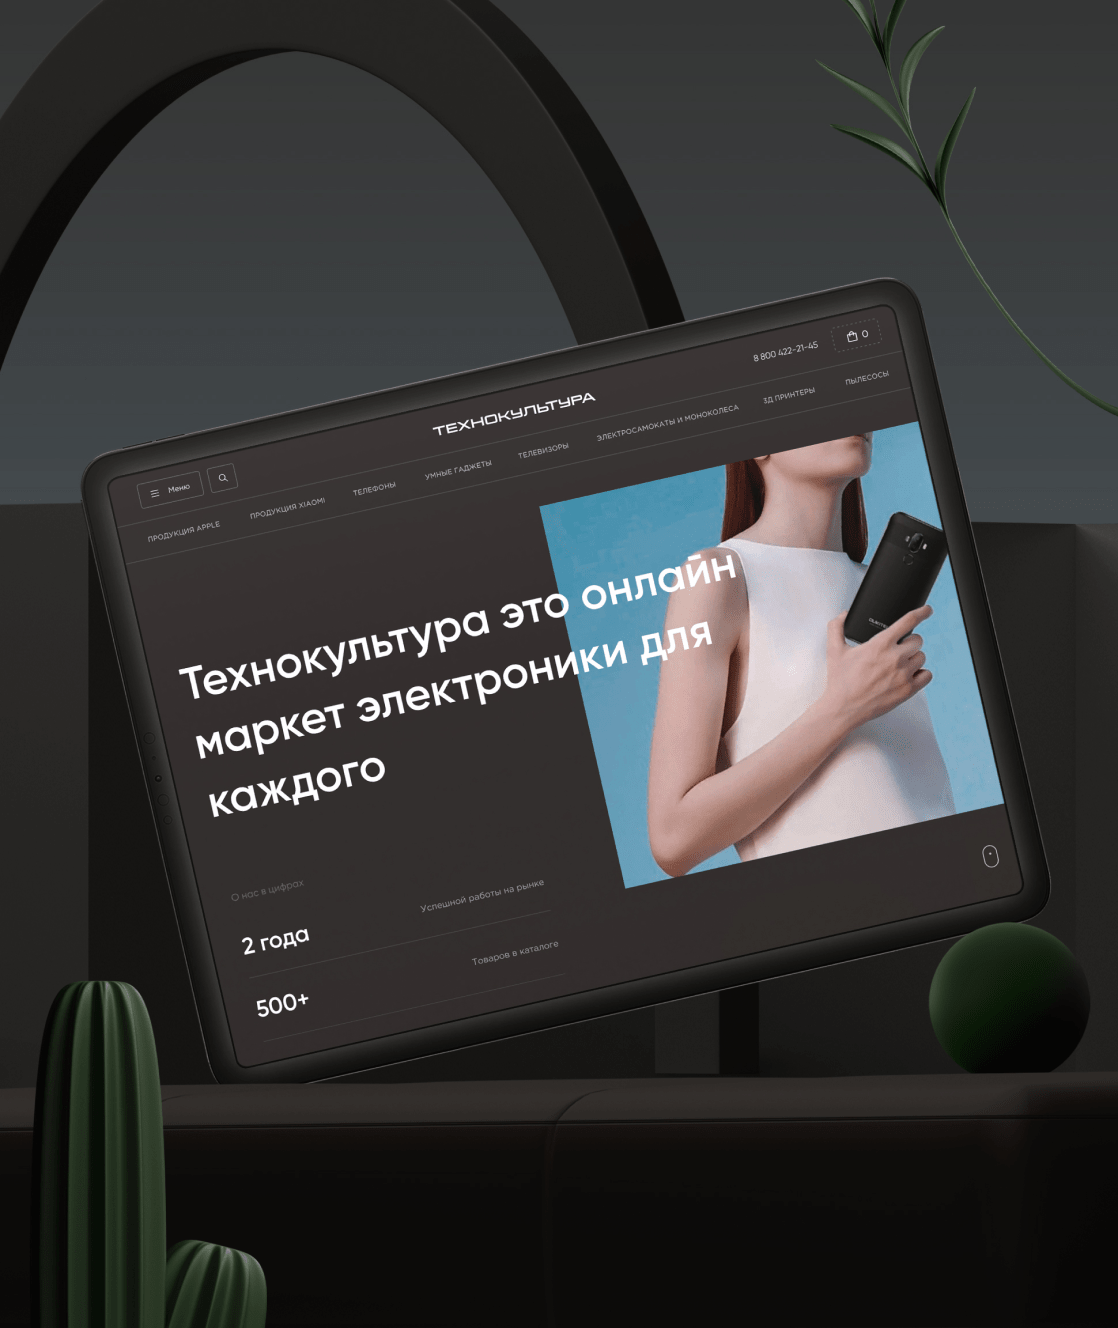 8 800 422-21-45
0
ТЕХНОКУЛЬТУРА
Меню
ПРОДУКЦИЯ APPLE
ПРОДУКЦИЯ XIAOMI
ТЕЛЕФОНЫ
УМНЫЕ ГАДЖЕТЫ
ТЕЛЕВИЗОРЫ
ЭЛЕКТРОСАМОКАТЫ И МОНОКОЛЕСА
3Д ПРИНТЕРЫ
ПЫЛЕСОСЫ
Технокультура это онлайн
маркет электроники для
каждого
О нас в цифрах
2 года
Успешной работы на рынке
500+
Товаров в каталоге